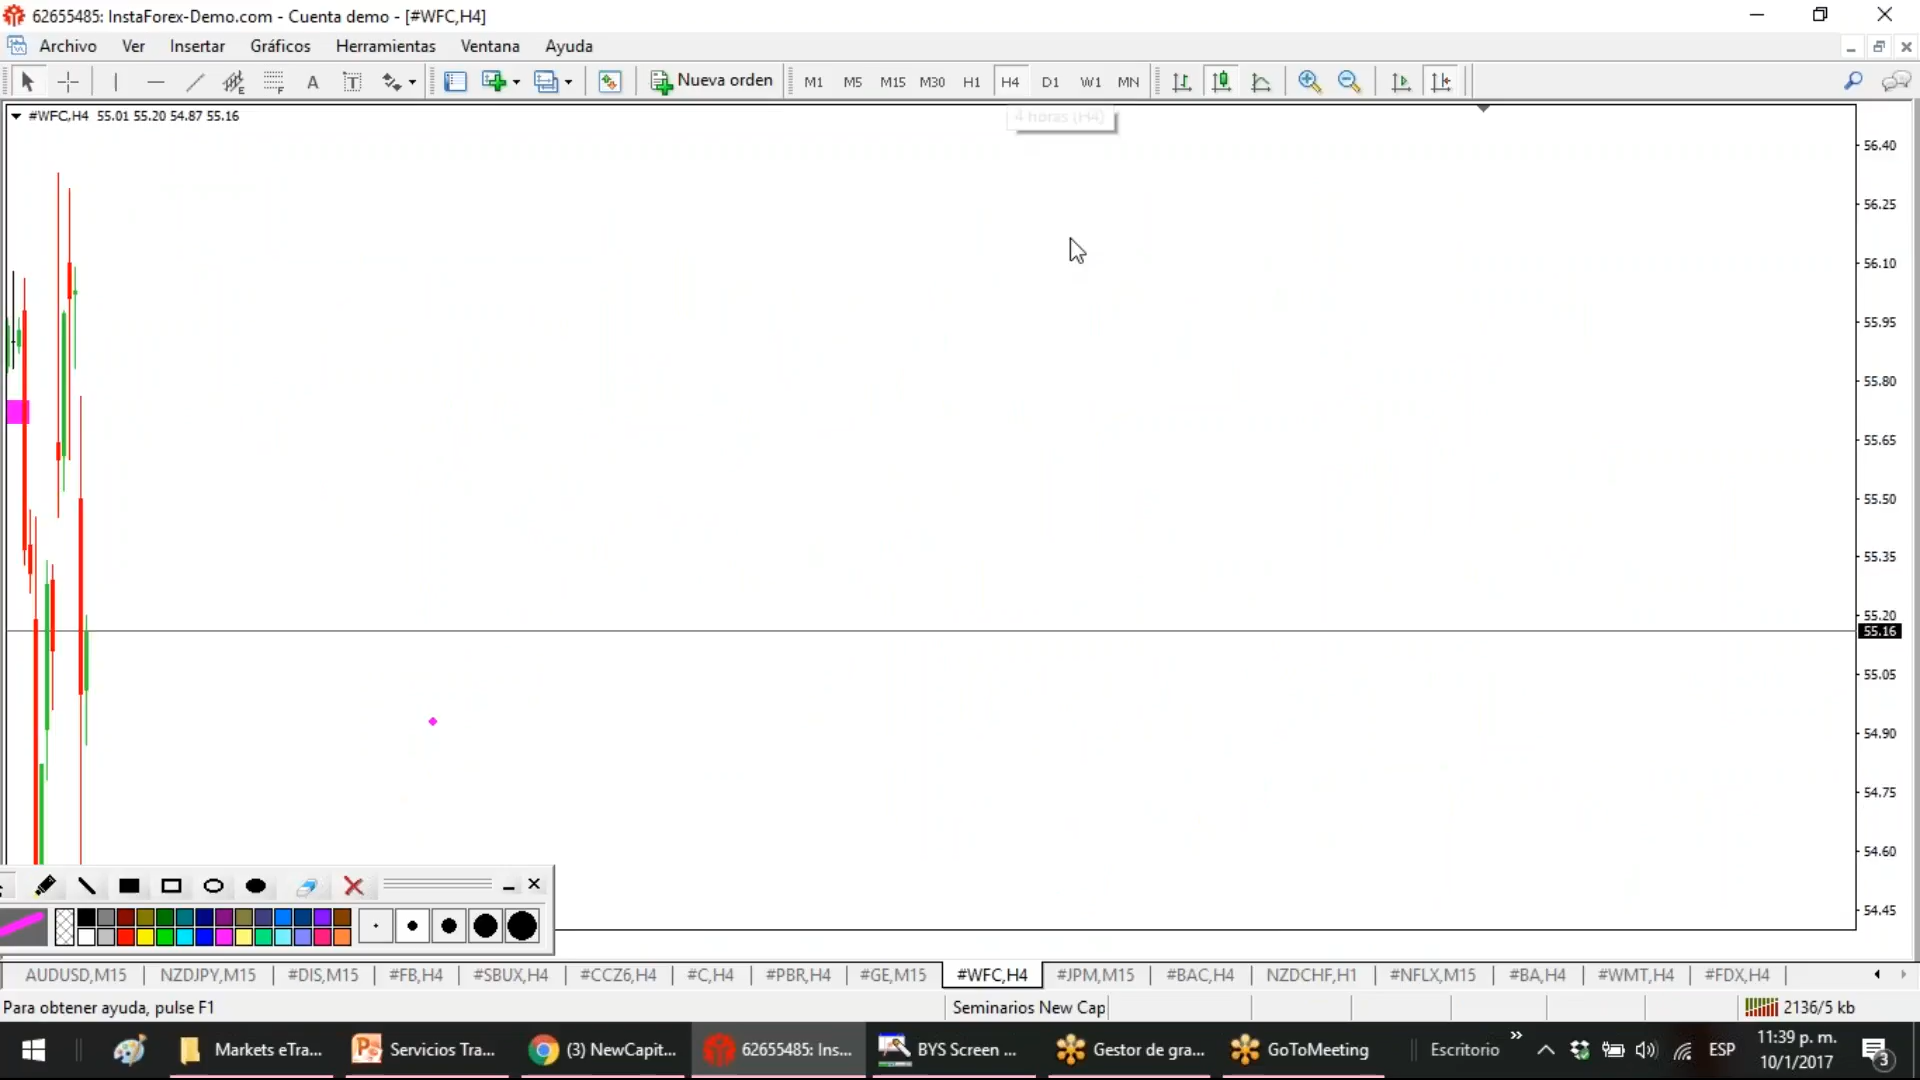 62655485: InstaForex-Demo.com - Cuenta demo - [#WFC,H4]
Archivo Ver Insertar Gráficos Herramientas Ventana Ayuda
A T Nueva orden M1 M5 M15 M30 H1 H4 D1 W1 MN
#WFC,H4 55.01 55.20 54.87 55.16
4 horas (H4)
56.40
56.25
56.10
55.95
55.80
55.65
55.50
55.35
55.20
55.16
55.05
54.90
54.75
54.60
54.45
AUDUSD,M15 NZDJPY,M15 #DIS,M15 #FB,H4 #SBUX,H4 #CCZ6,H4 #C,H4 #PBR,H4 #GE,M15 #WFC,H4 #JPM,M15 #BAC,H4 NZDCHF,H1 #NFLX,M15 #BA,H4 #WMT,H4 #FDX,H4
Para obtener ayuda, pulse F1 Seminarios New Cap 2136/5 kb
Markets eTra... Servicios Tra... (3) NewCapit... 62655485: Ins... BYS Screen ... Gestor de gra... GoToMeeting Escritorio ESP 11:39 p. m.
10/1/2017 3